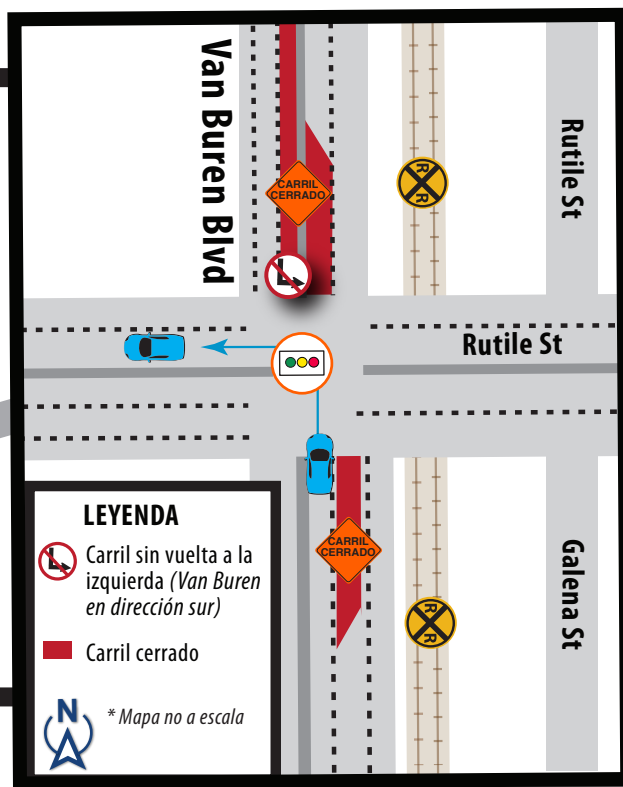 Van Buren Blvd
CARRIL
CERRADO
R R
Rutile St
Rutile St
CARRIL
CERRADO
R R
Galena St
LEYENDA
Carril sin vuelta a la
izquierda (Van Buren
en dirección sur)
Carril cerrado
N
* Mapa no a escala